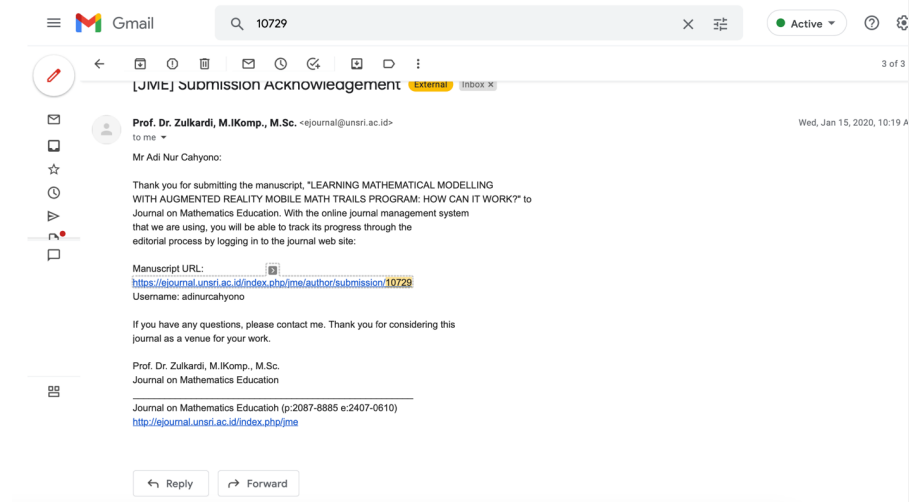 Gmail
10729
Active
3 of 3
[JME] Submission Acknowledgement External Inbox ×
Prof. Dr. Zulkardi, M.IKomp., M.Sc. <ejournal@unsri.ac.id>
Wed, Jan 15, 2020, 10:19 A
to me
Mr Adi Nur Cahyono:
Thank you for submitting the manuscript, "LEARNING MATHEMATICAL MODELLING
WITH AUGMENTED REALITY MOBILE MATH TRAILS PROGRAM: HOW CAN IT WORK?" to
Journal on Mathematics Education. With the online journal management system
that we are using, you will be able to track its progress through the
editorial process by logging in to the journal web site:
Manuscript URL:
https://ejournal.unsri.ac.id/index.php/jme/author/submission/10729
Username: adinurcahyono
If you have any questions, please contact me. Thank you for considering this
journal as a venue for your work.
Prof. Dr. Zulkardi, M.IKomp., M.Sc.
Journal on Mathematics Education
Journal on Mathematics Education (p:2087-8885 e:2407-0610)
http://ejournal.unsri.ac.id/index.php/jme
Reply
Forward